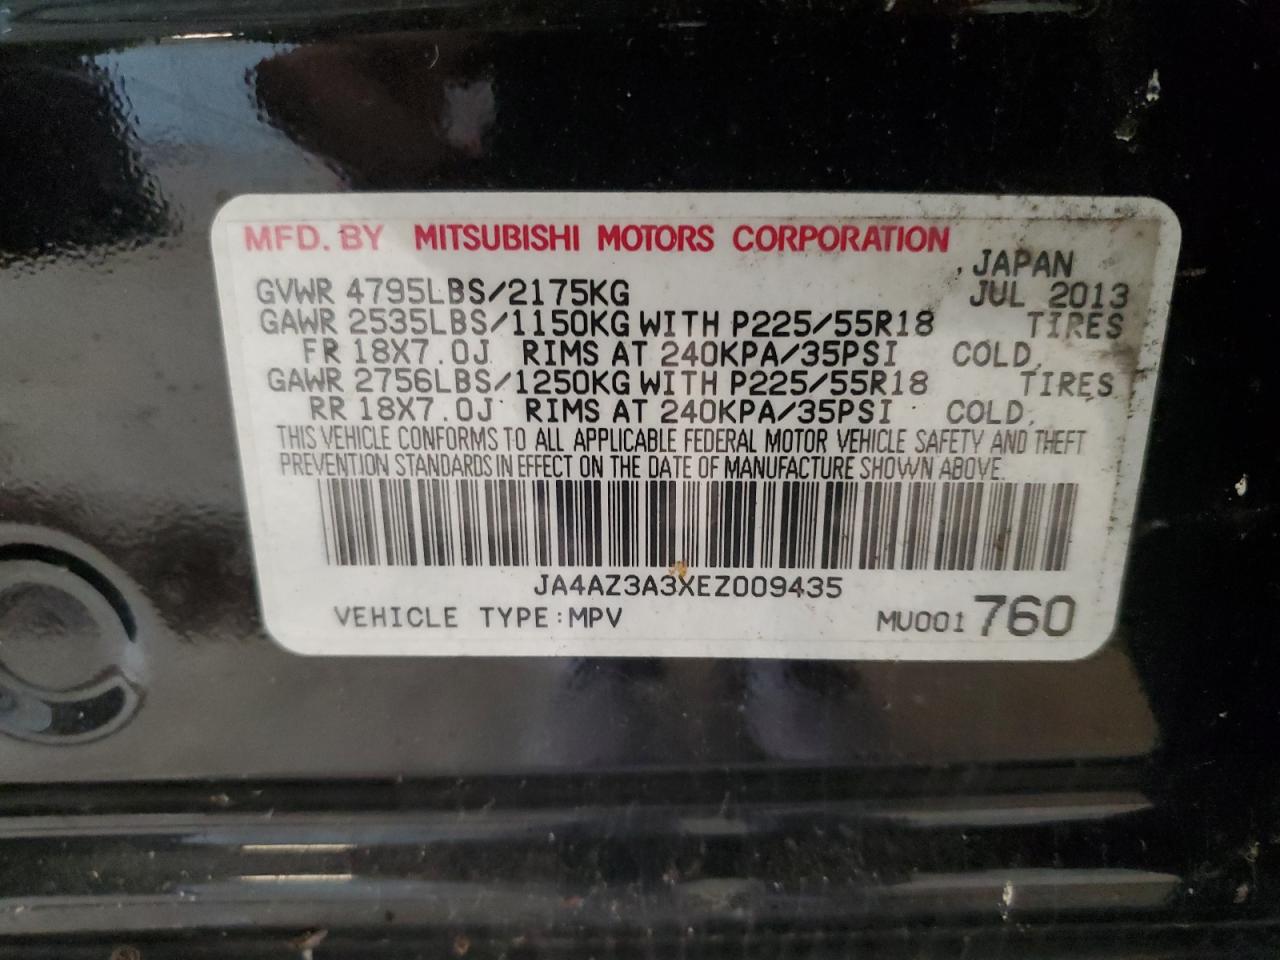 MFD. BY MITSUBISHI MOTORS CORPORATION
JAPAN
GVWR 4795LBS/2175KG JUL 2013
GAWR 2535LBS/1150KG WITH P225/55R18 TIRES
FR 18X7.0J RIMS AT 240KPA/35PSI COLD,
GAWR 2756LBS/1250KG WITH P225/55R18 TIRES
RR 18X7.0J RIMS AT 240KPA/35PSI COLD,
THIS VEHICLE CONFORMS TO ALL APPLICABLE FEDERAL MOTOR VEHICLE SAFETY AND THEFT
PREVENTION STANDARDS IN EFFECT ON THE DATE OF MANUFACTURE SHOWN ABOVE.
JA4AZ3A3XEZ009435
VEHICLE TYPE:MPV MU001760